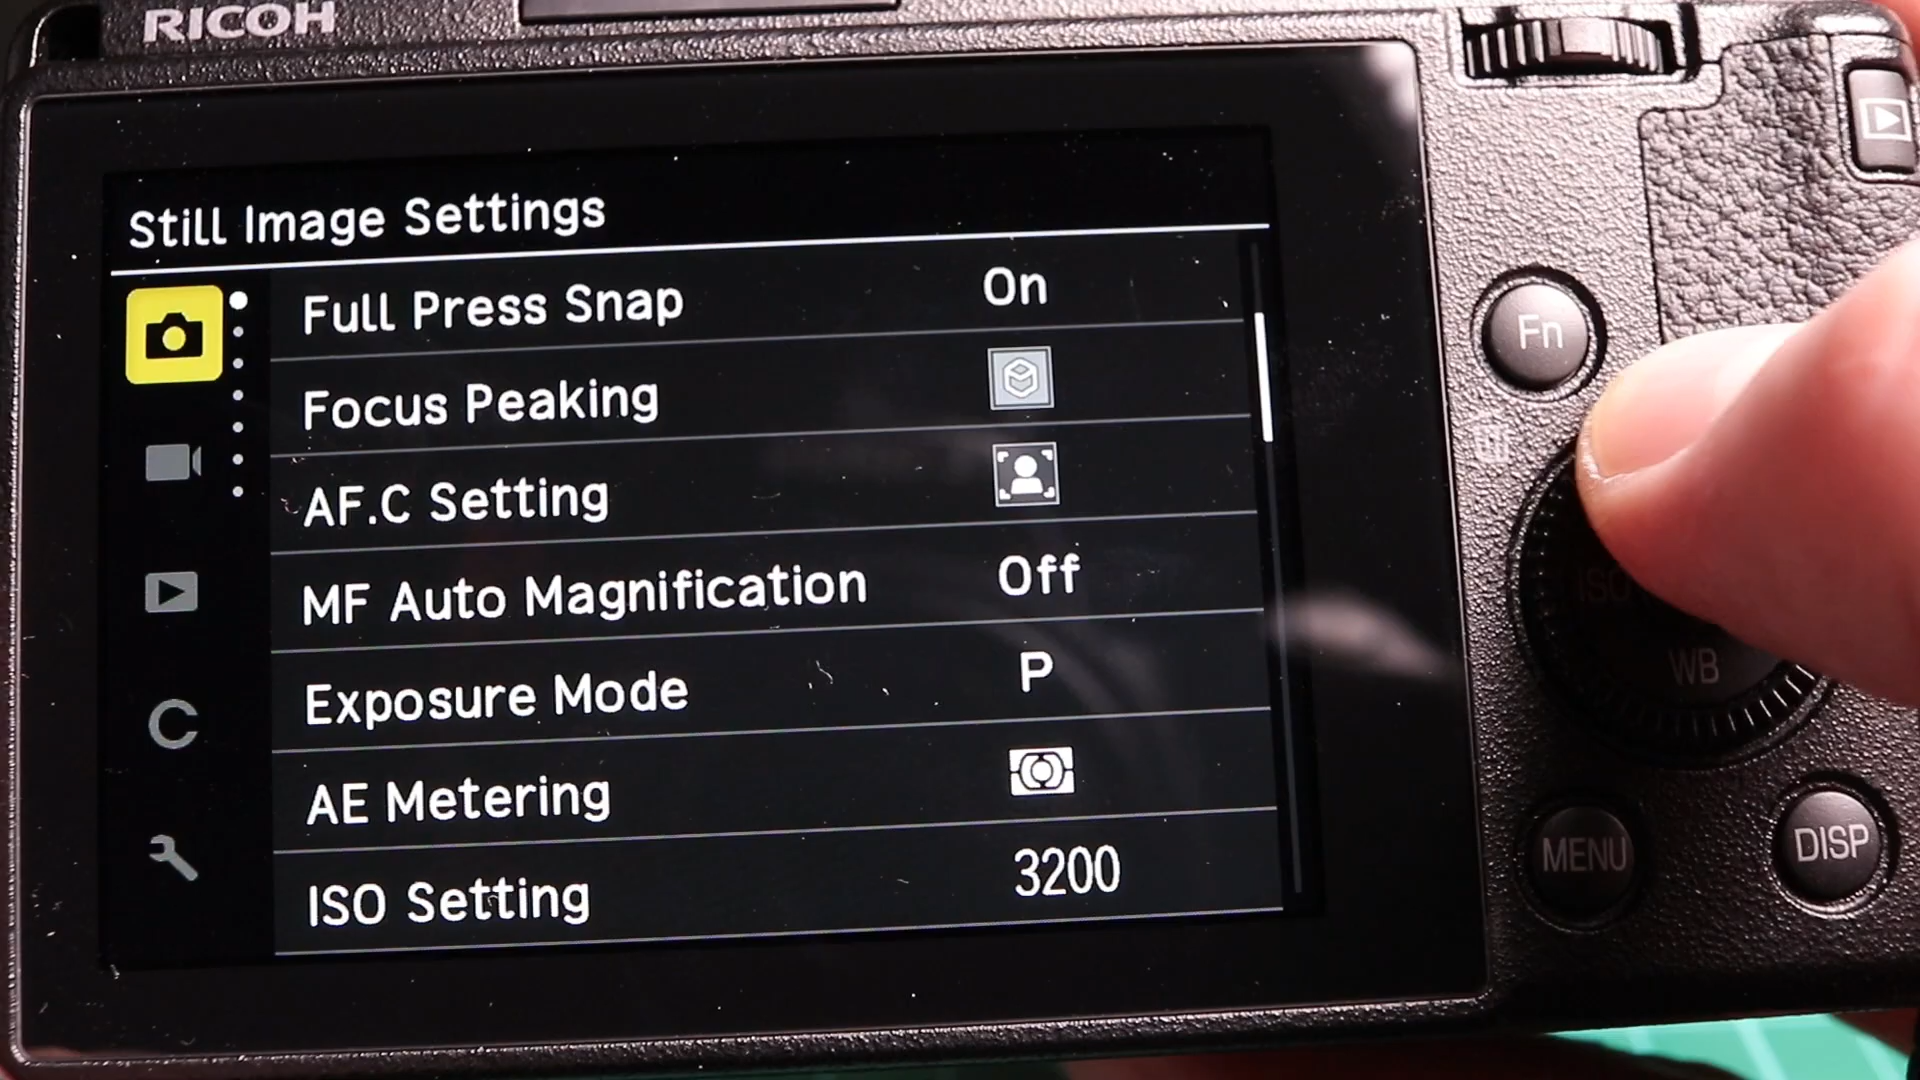 RICOH
Still Image Settings
Full Press Snap On
Focus Peaking
AF.C Setting
MF Auto Magnification Off
Exposure Mode P
AE Metering
ISO Setting 3200
Fn
ISO
WB
MENU
DISP